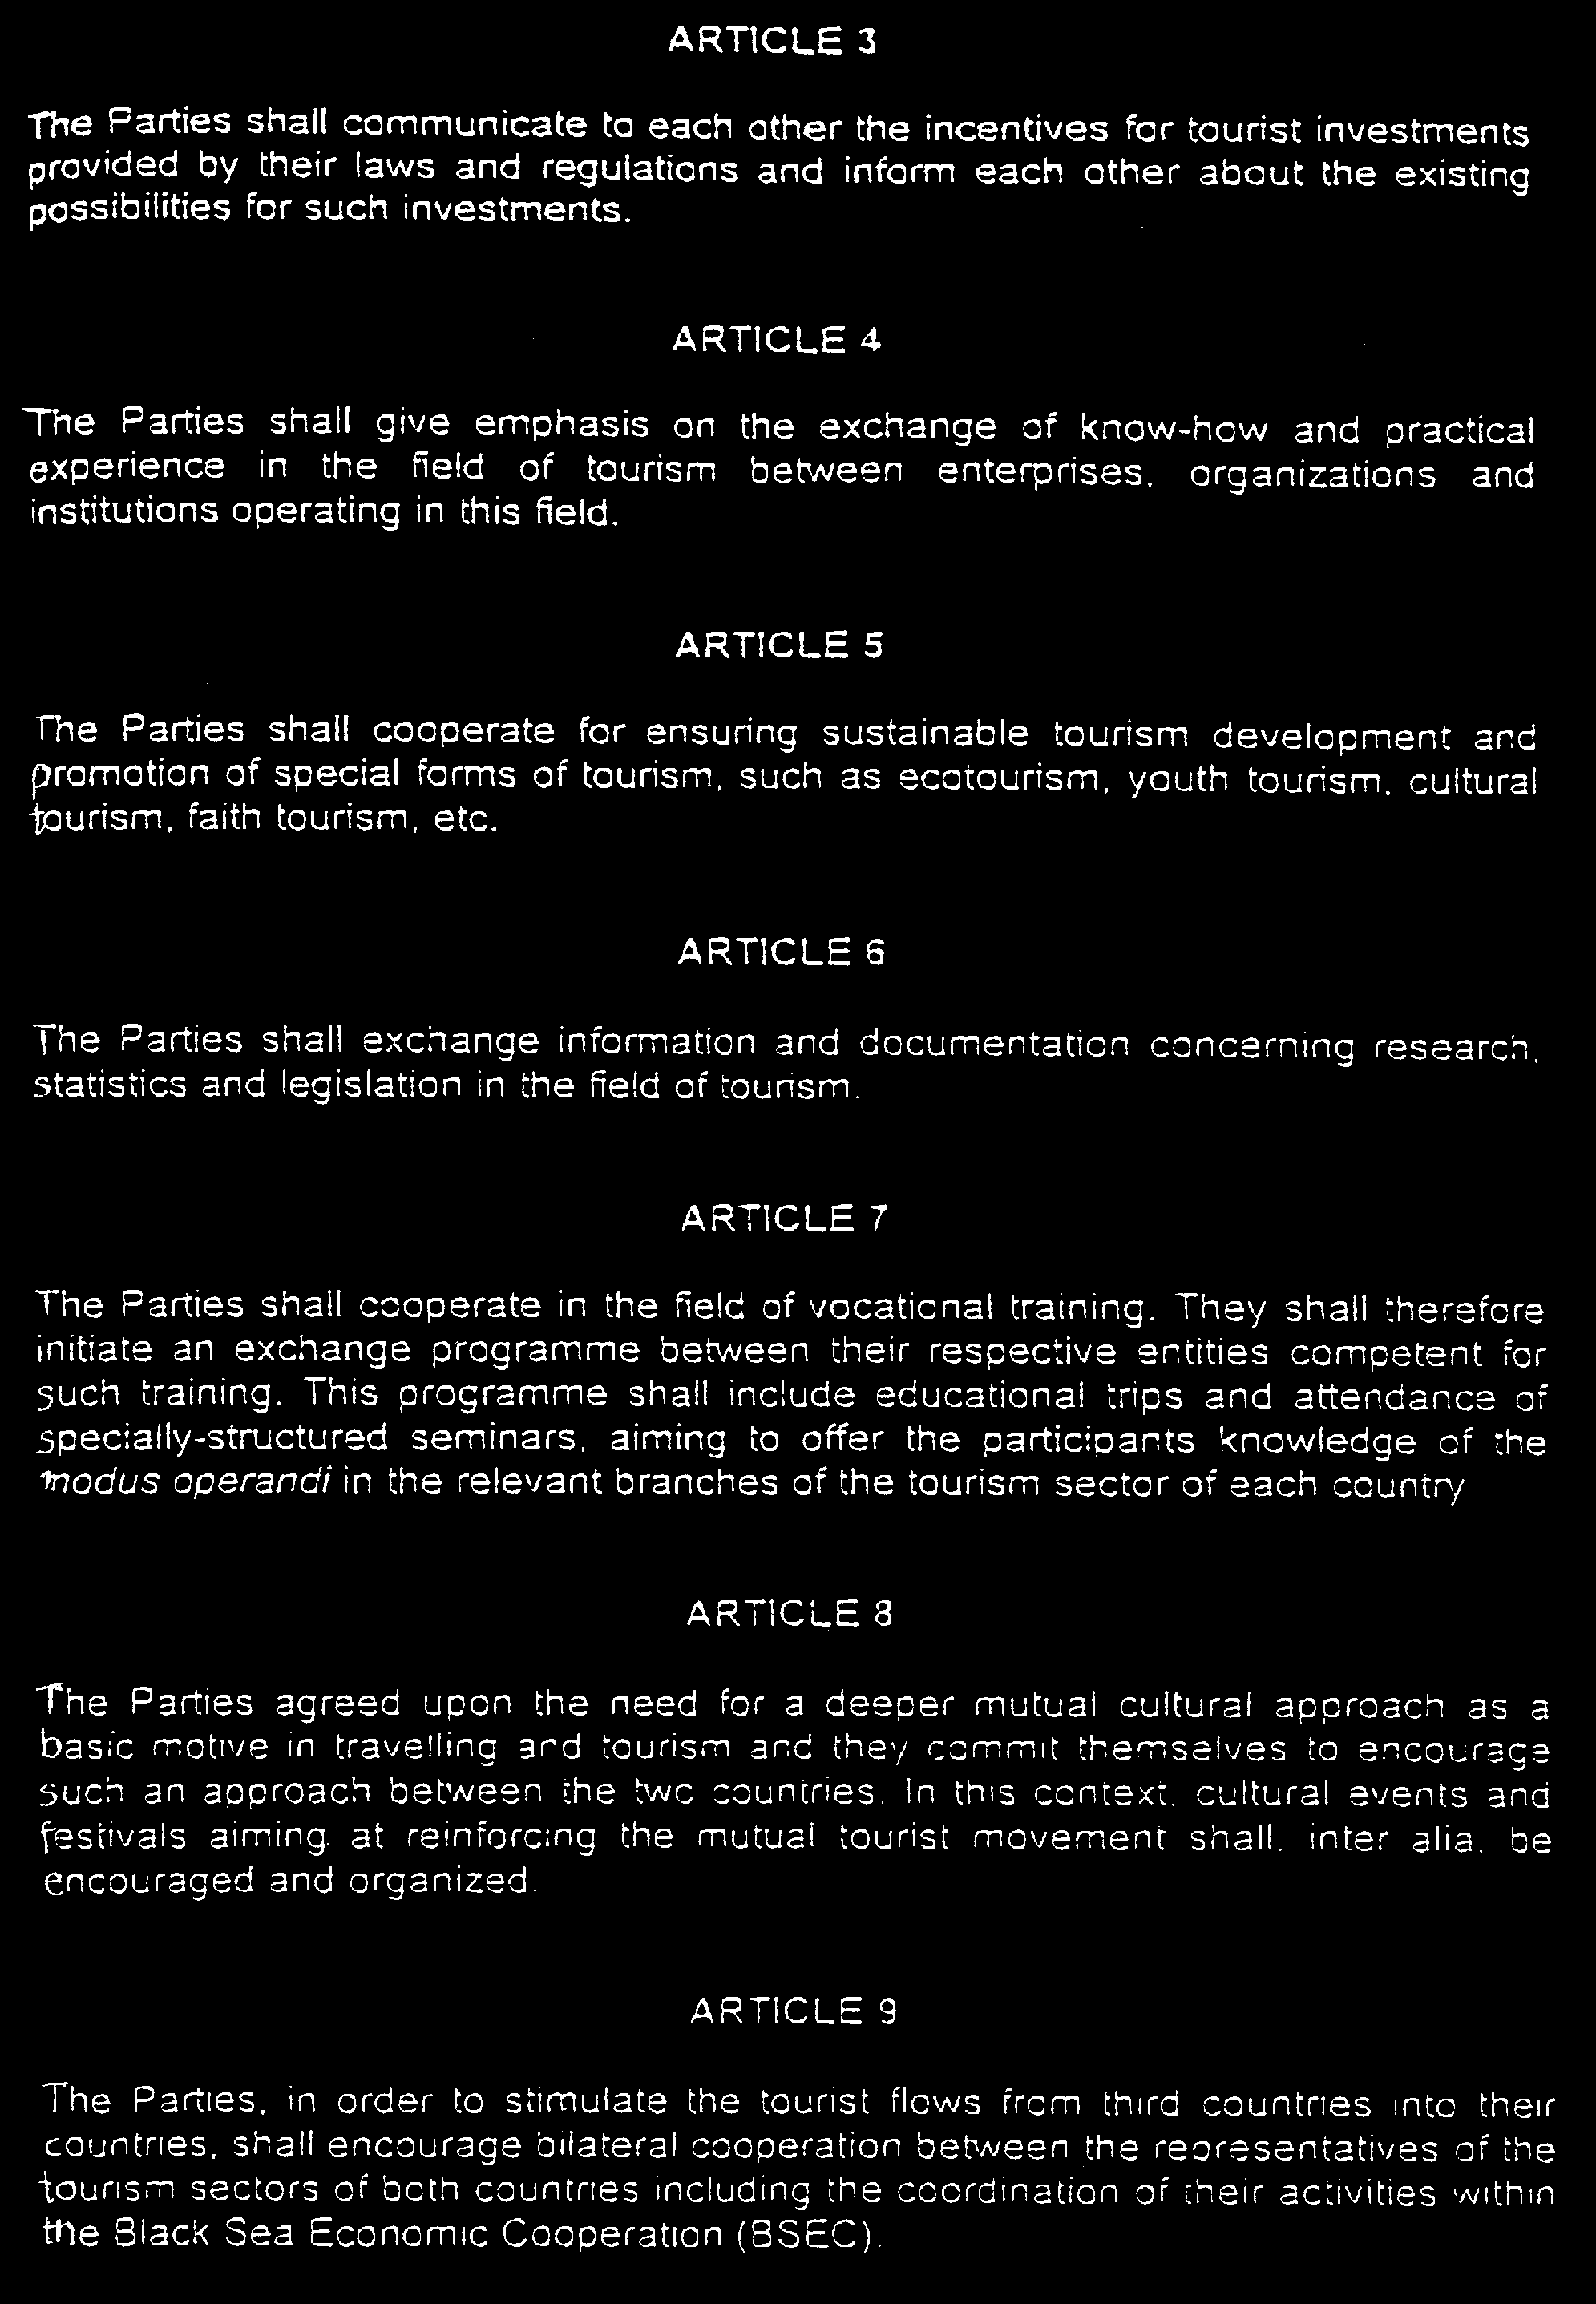 ARTICLE 3
The Parties shall communicate to each other the incentives for tourist investments
provided by their laws and regulations and inform each other about the existing
possibilities for such investments.
ARTICLE 4
The Parties shall give emphasis on the exchange of know-how and practical
experience in the field of tourism between enterprises, organizations and
institutions operating in this field.
ARTICLE 5
The Parties shall cooperate for ensuring sustainable tourism development and
promotion of special forms of tourism, such as ecotourism, youth tourism, cultural
tourism, faith tourism, etc.
ARTICLE 6
The Parties shall exchange information and documentation concerning research,
statistics and legislation in the field of tourism.
ARTICLE 7
The Parties shall cooperate in the field of vocational training. They shall therefore
initiate an exchange programme between their respective entities competent for
such training. This programme shall include educational trips and attendance of
specially-structured seminars, aiming to offer the participants knowledge of the
modus operandi in the relevant branches of the tourism sector of each country
ARTICLE 8
The Parties agreed upon the need for a deeper mutual cultural approach as a
basic motive in travelling and tourism and they commit themselves to encourage
such an approach between the two countries. In this context, cultural events and
festivals aiming at reinforcing the mutual tourist movement shall, inter alia, be
encouraged and organized.
ARTICLE 9
The Parties, in order to stimulate the tourist flows from third countries into their
countries, shall encourage bilateral cooperation between the representatives of the
tourism sectors of both countries including the coordination of their activities within
the Black Sea Economic Cooperation (BSEC).